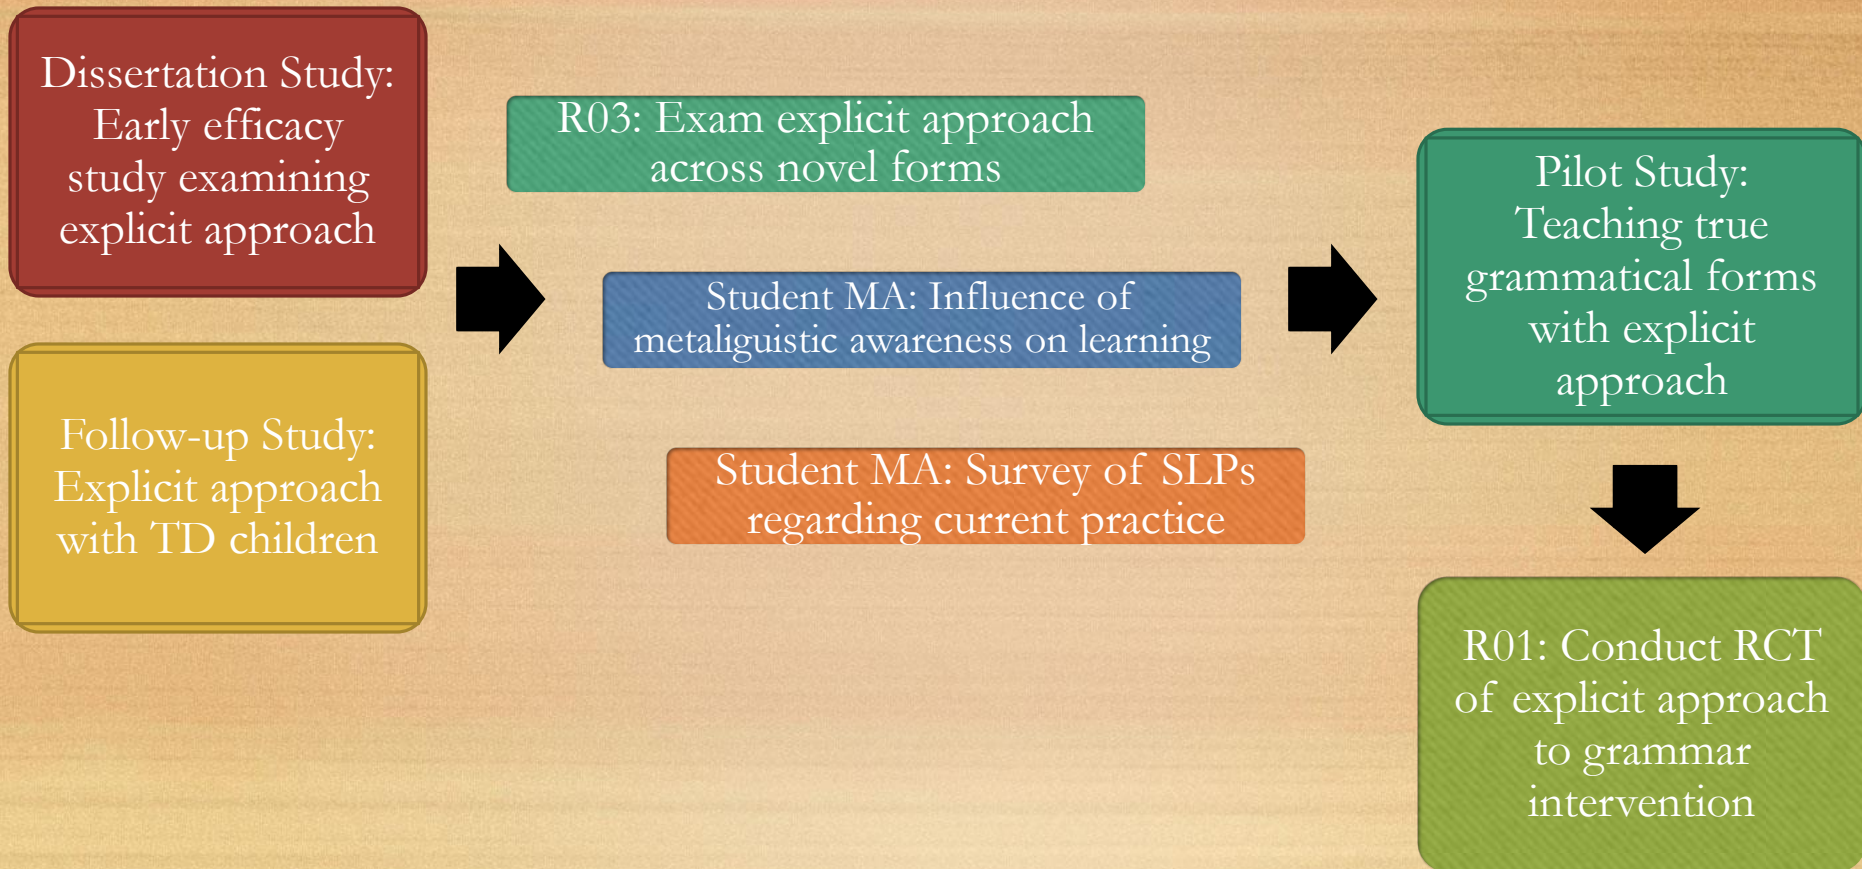 Dissertation Study:
Early efficacy
study examining
explicit approach
Follow-up Study:
Explicit approach
with TD children
R03: Exam explicit approach
across novel forms
Student MA: Influence of
metaliguistic awareness on learning
Student MA: Survey of SLPs
regarding current practice
Pilot Study:
Teaching true
grammatical forms
with explicit
approach
R01: Conduct RCT
of explicit approach
to grammar
intervention